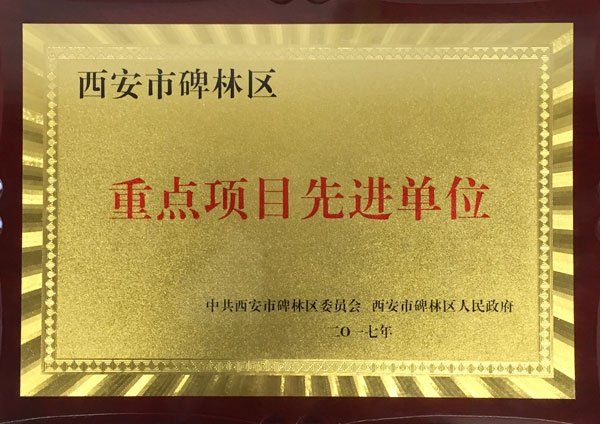 西安市碑林区
重点项目先进单位
中共西安市碑林区委员会 西安市碑林区人民政府
二〇一七年